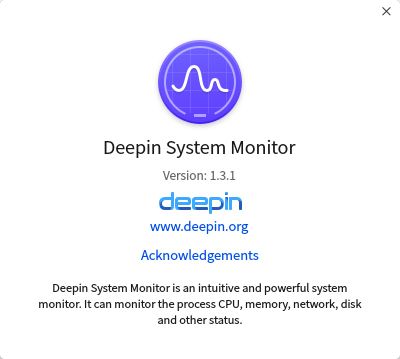 Deepin System Monitor
Version: 1.3.1
deepin
www.deepin.org
Acknowledgements
Deepin System Monitor is an intuitive and powerful system
monitor. It can monitor the process CPU, memory, network, disk
and other status.